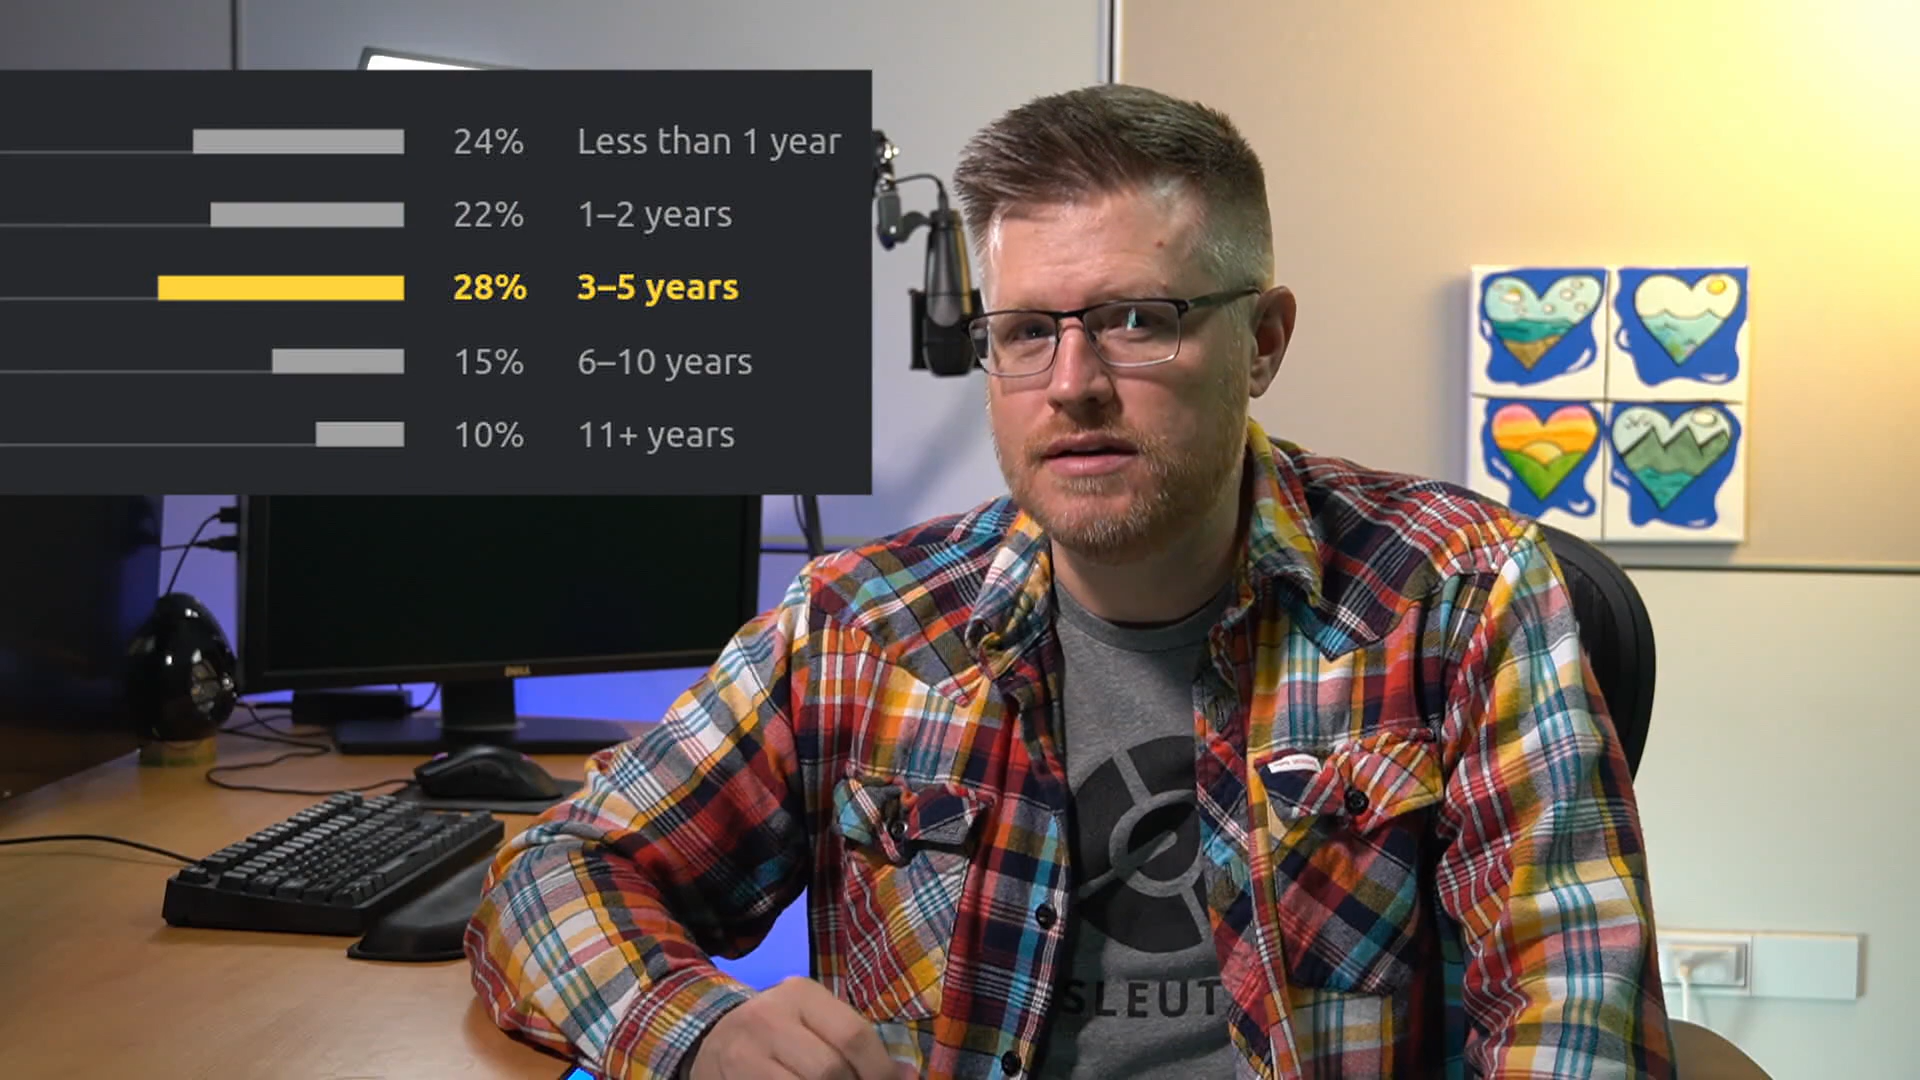 24% Less than 1 year
22% 1–2 years
28% 3–5 years
15% 6–10 years
10% 11+ years
DELL
SLEUT